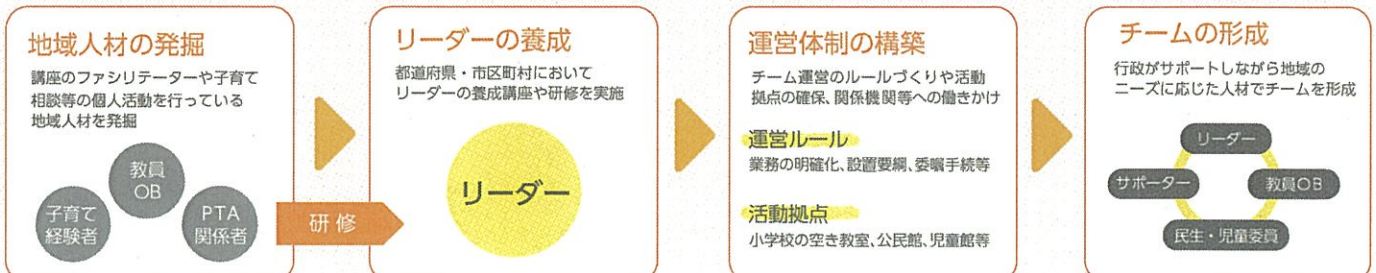 地域人材の発掘
講座のファシリテーターや子育て
相談等の個人活動を行っている
地域人材を発掘
教員
OB
子育て
経験者
PTA
関係者
研修
リーダーの養成
都道府県・市区町村において
リーダーの養成講座や研修を実施
リーダー
運営体制の構築
チーム運営のルールづくりや活動
拠点の確保、関係機関等への働きかけ
運営ルール
業務の明確化、設置要綱、委嘱手続等
活動拠点
小学校の空き教室、公民館、児童館等
チームの形成
行政がサポートしながら地域の
ニーズに応じた人材でチームを形成
リーダー
サポーター
教員OB
民生・児童委員